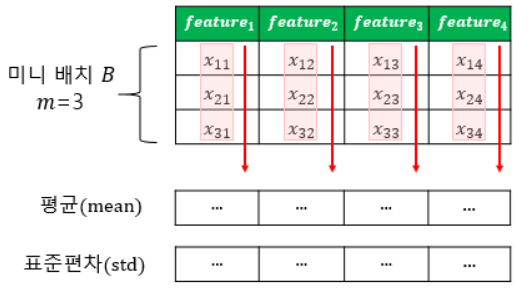 feature₁ feature₂ feature₃ feature₄
미니 배치 B
m=3
x₁₁ x₁₂ x₁₃ x₁₄
x₂₁ x₂₂ x₂₃ x₂₄
x₃₁ x₃₂ x₃₃ x₃₄
평균(mean) ... ... ... ...
표준편차(std) ... ... ... ...